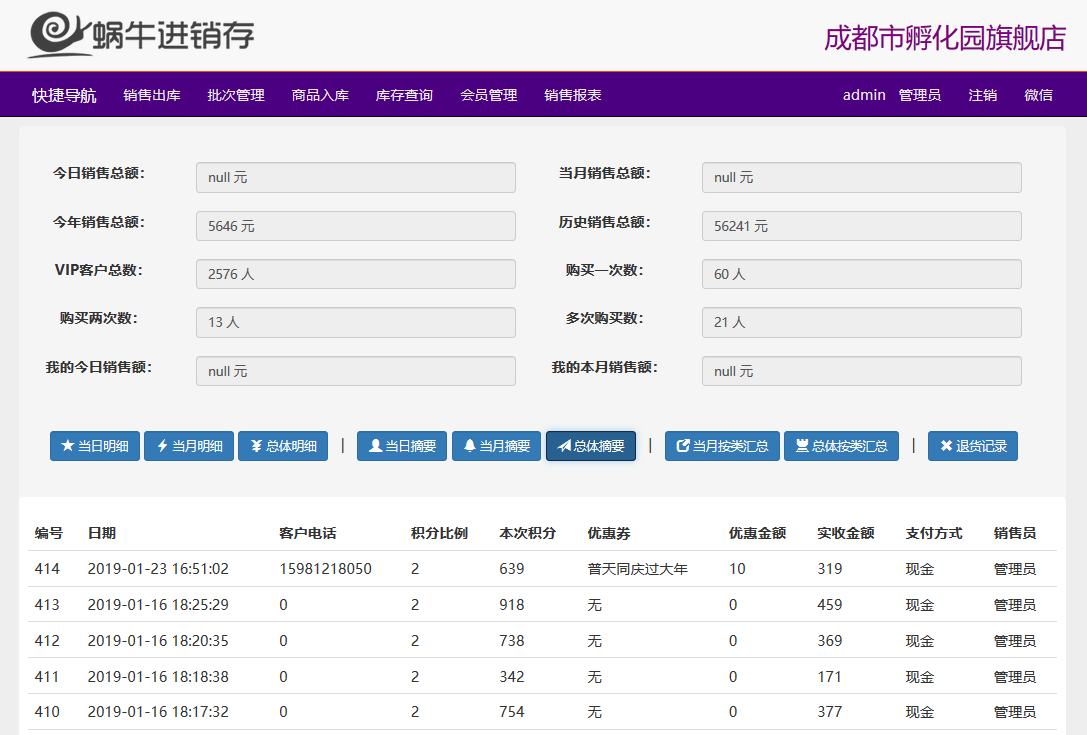 蜗牛进销存
成都市孵化园旗舰店
快捷导航 销售出库 批次管理 商品入库 库存查询 会员管理 销售报表 admin 管理员 注销 微信
今日销售总额： null 元 当月销售总额： null 元
今年销售总额： 5646 元 历史销售总额： 56241 元
VIP客户总数： 2576 人 购买一次数： 60 人
购买两次数： 13 人 多次购买数： 21 人
我的今日销售额： null 元 我的本月销售额： null 元
当日明细 当月明细 总体明细 | 当日摘要 当月摘要 总体摘要 | 当月按类汇总 总体按类汇总 | 退货记录
编号 日期 客户电话 积分比例 本次积分 优惠券 优惠金额 实收金额 支付方式 销售员
414 2019-01-23 16:51:02 15981218050 2 639 普天同庆过大年 10 319 现金 管理员
413 2019-01-16 18:25:29 0 2 918 无 0 459 现金 管理员
412 2019-01-16 18:20:35 0 2 738 无 0 369 现金 管理员
411 2019-01-16 18:18:38 0 2 342 无 0 171 现金 管理员
410 2019-01-16 18:17:32 0 2 754 无 0 377 现金 管理员